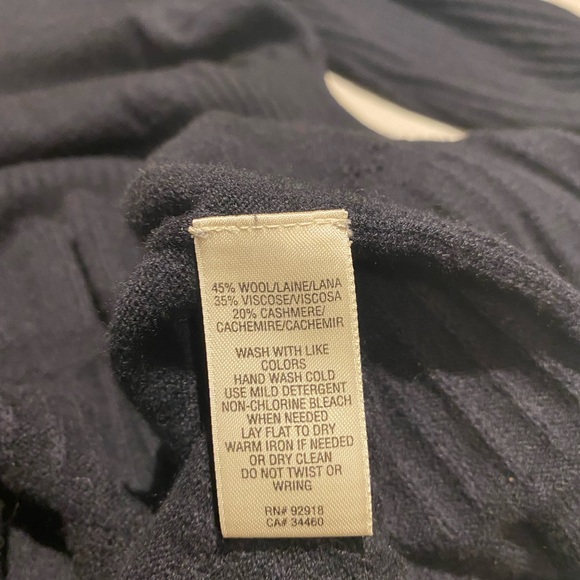 45% WOOL/LAINE/LANA
35% VISCOSE/VISCOSA
20% CASHMERE/
CACHEMIRE/CACHEMIR
WASH WITH LIKE
COLORS
HAND WASH COLD
USE MILD DETERGENT
NON-CHLORINE BLEACH
WHEN NEEDED
LAY FLAT TO DRY
WARM IRON IF NEEDED
OR DRY CLEAN
DO NOT TWIST OR
WRING
RN# 92918
CA# 34460